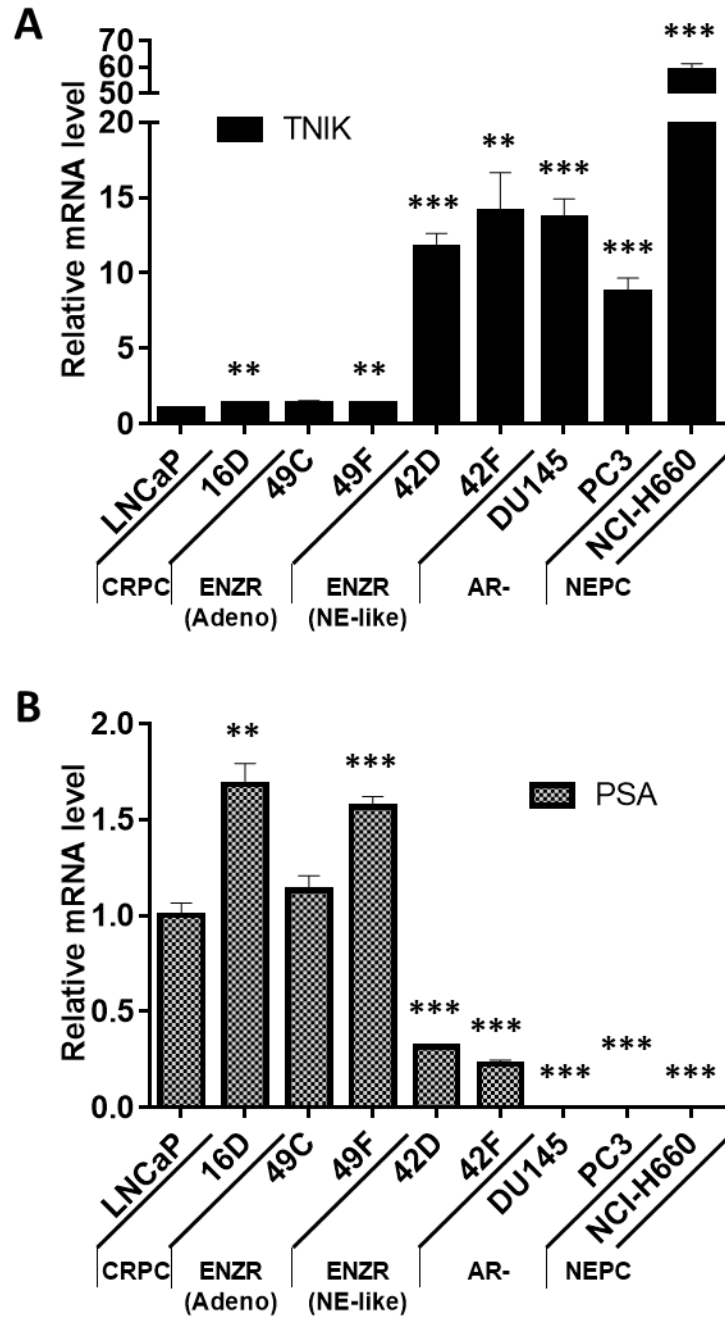 A
Relative mRNA level
70
60
50
20
15
10
5
0
TNIK
** ** *** ** *** *** ***
LNCaP
16D
49C
49F
42D
42F
DU145
PC3
NCI-H660
CRPC
ENZR
(Adeno)
ENZR
(NE-like)
AR-
NEPC
B
Relative mRNA level
2.0
1.5
1.0
0.5
0.0
PSA
** *** *** *** *** *** ***
LNCaP
16D
49C
49F
42D
42F
DU145
PC3
NCI-H660
CRPC
ENZR
(Adeno)
ENZR
(NE-like)
AR-
NEPC